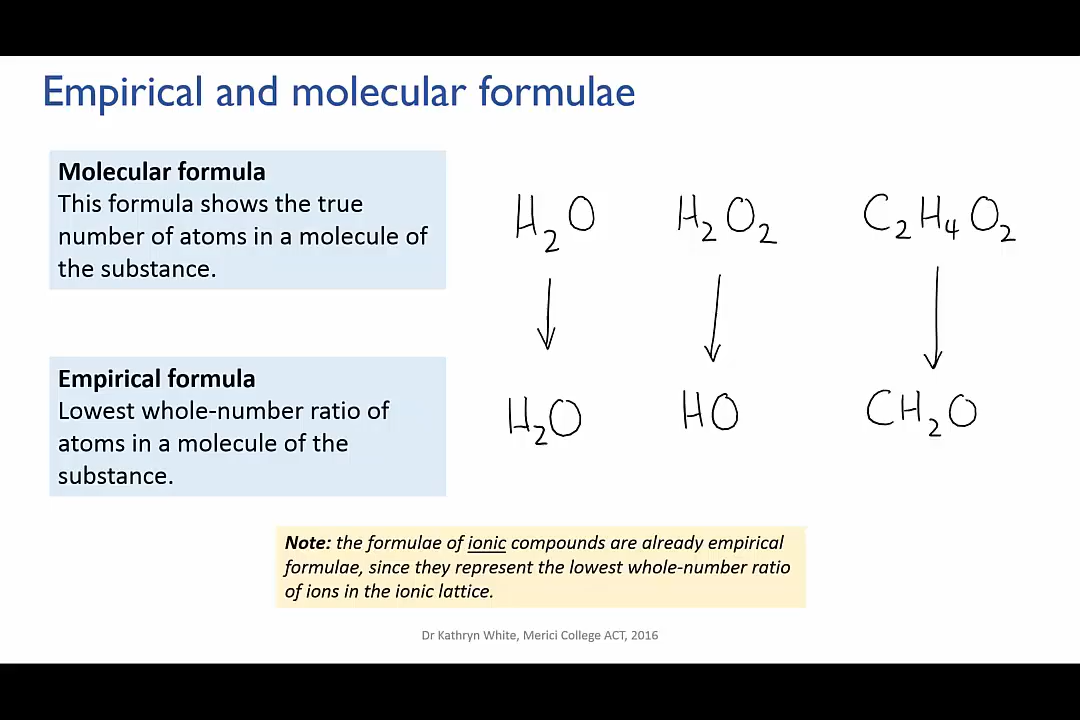 Empirical and molecular formulae
Molecular formula
This formula shows the true
number of atoms in a molecule of
the substance.
H₂O H₂O₂ C₂H₄O₂
Empirical formula
Lowest whole-number ratio of
atoms in a molecule of the
substance.
H₂O HO CH₂O
Note: the formulae of ionic compounds are already empirical
formulae, since they represent the lowest whole-number ratio
of ions in the ionic lattice.
Dr Kathryn White, Merici College ACT, 2016